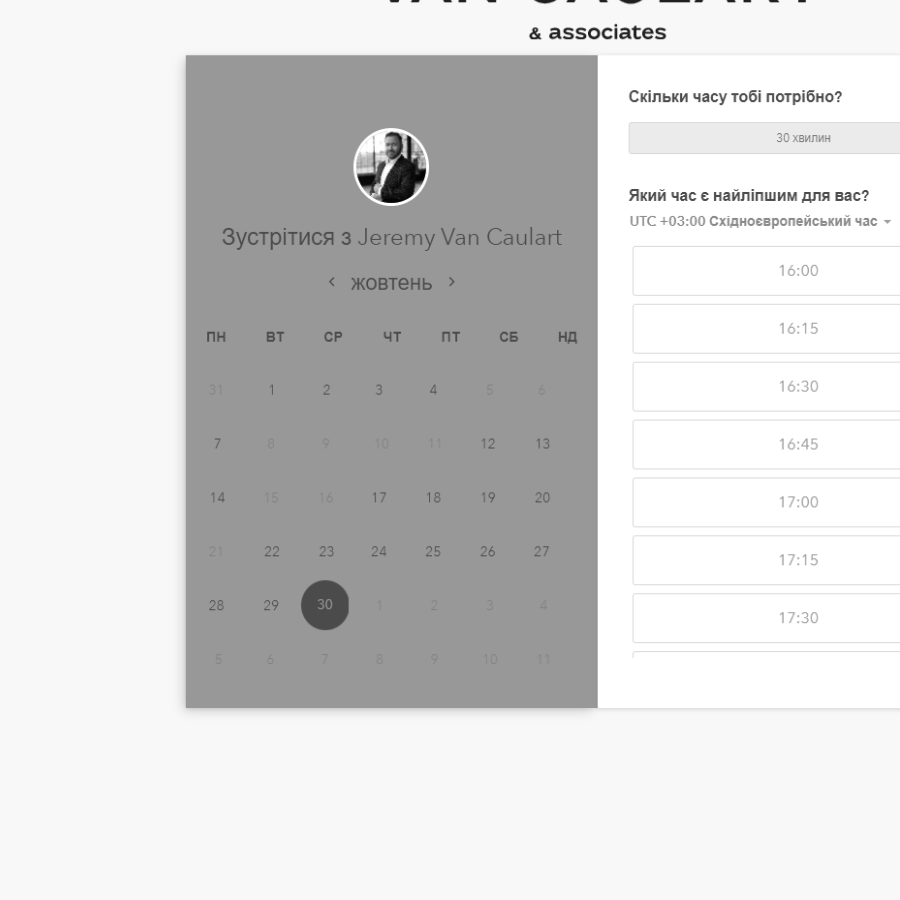 VAN CAULART
& associates
Зустрітися з Jeremy Van Caulart
жовтень
ПН ВТ СР ЧТ ПТ СБ НД
31 1 2 3 4 5 6
7 8 9 10 11 12 13
14 15 16 17 18 19 20
21 22 23 24 25 26 27
28 29 30 1 2 3 4
5 6 7 8 9 10 11
Скільки часу тобі потрібно?
30 хвилин
Який час є найліпшим для вас?
UTC +03:00 Східноєвропейський час
16:00
16:15
16:30
16:45
17:00
17:15
17:30